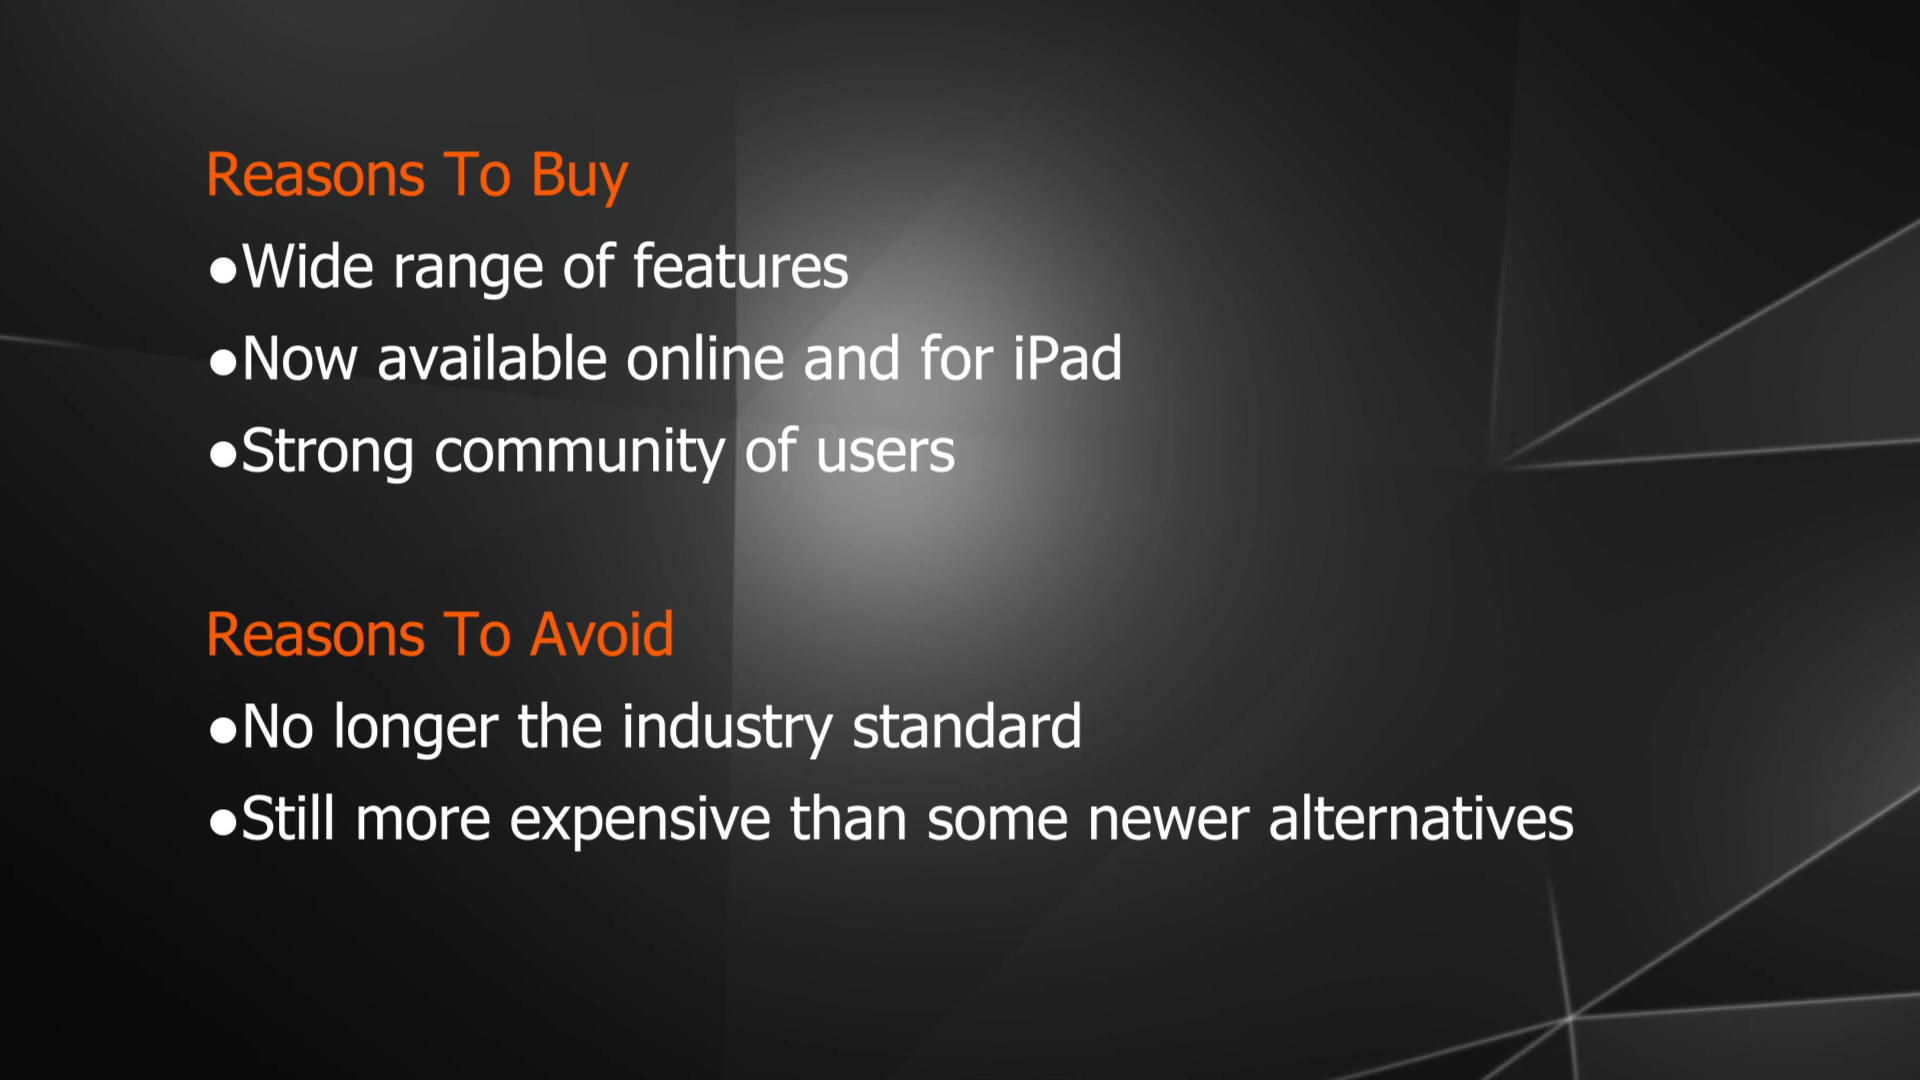 Reasons To Buy
●Wide range of features
●Now available online and for iPad
●Strong community of users
Reasons To Avoid
●No longer the industry standard
●Still more expensive than some newer alternatives